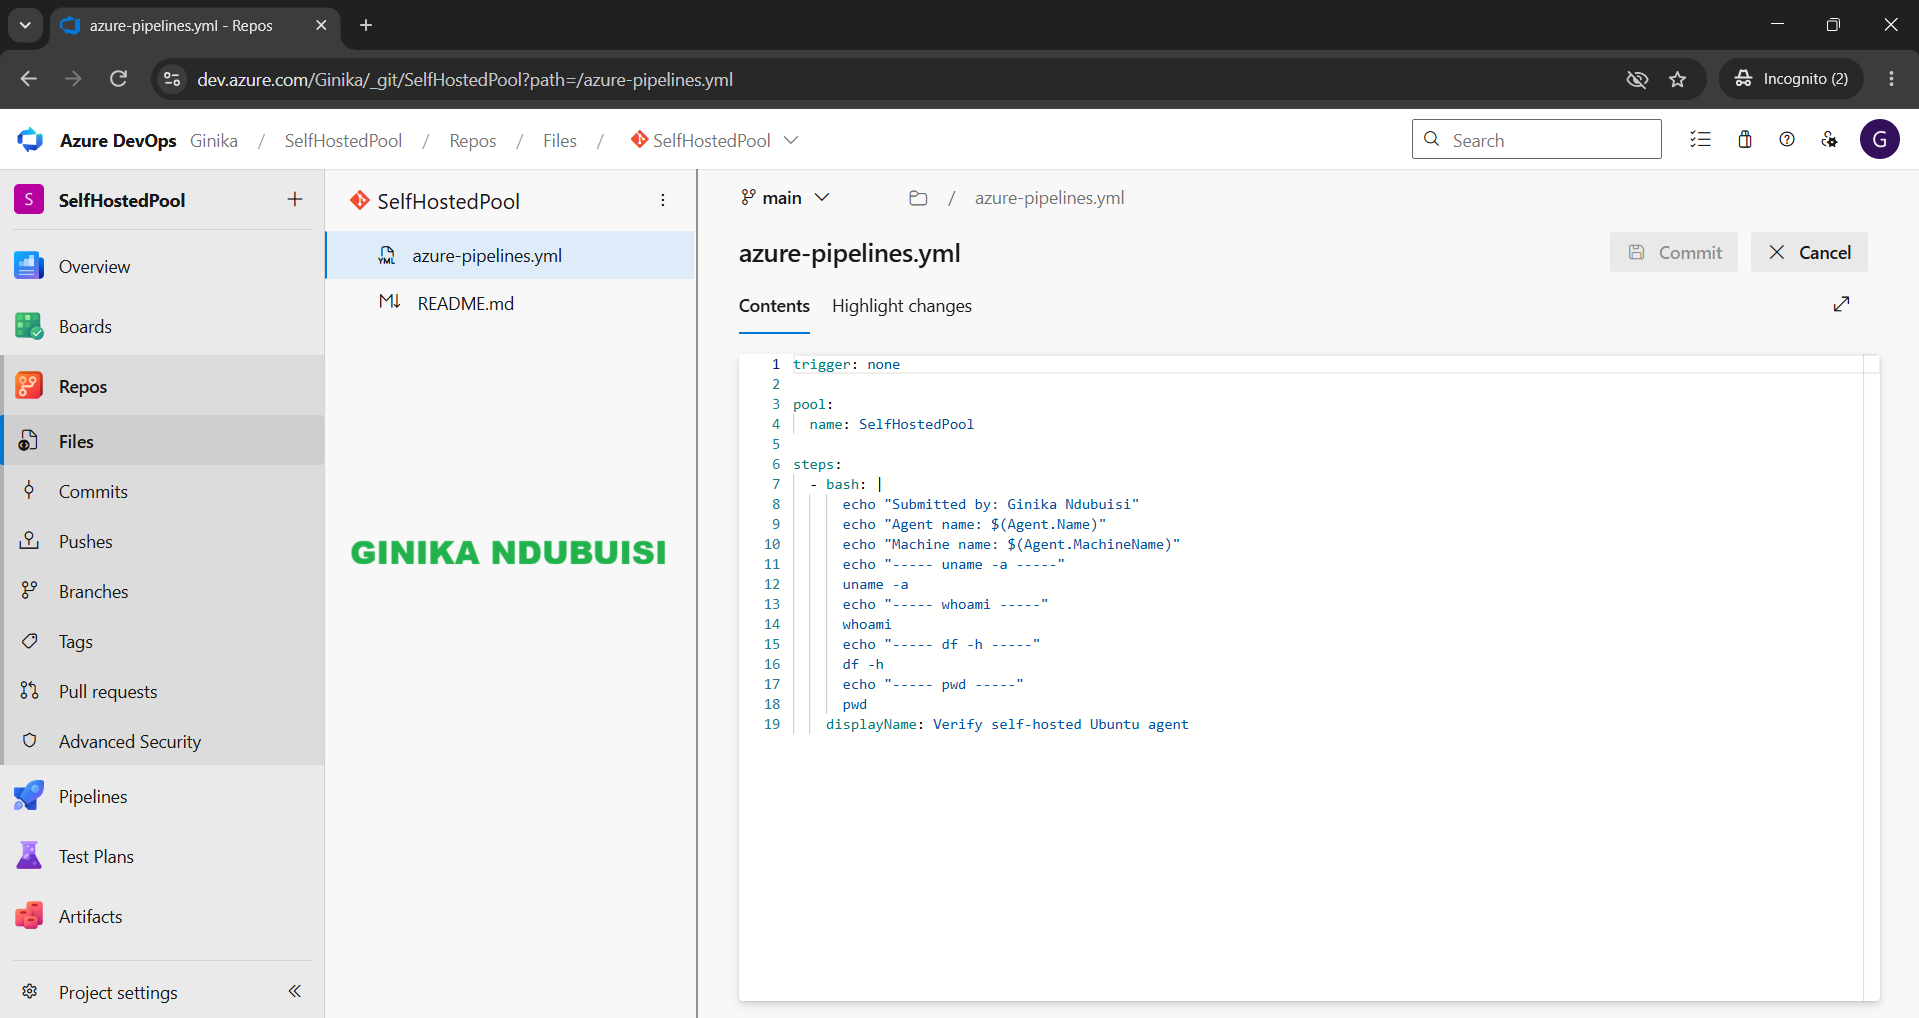 azure-pipelines.yml - Repos
dev.azure.com/Ginika/_git/SelfHostedPool?path=/azure-pipelines.yml
Incognito (2)
Azure DevOps Ginika / SelfHostedPool / Repos / Files / SelfHostedPool
Search
G
S SelfHostedPool
Overview
Boards
Repos
Files
Commits
Pushes
Branches
Tags
Pull requests
Advanced Security
Pipelines
Test Plans
Artifacts
Project settings
SelfHostedPool
YML azure-pipelines.yml
M↓ README.md
GINIKA NDUBUISI
main
/ azure-pipelines.yml
azure-pipelines.yml
Commit
Cancel
Contents Highlight changes
1 trigger: none
2
3 pool:
4   name: SelfHostedPool
5
6 steps:
7   - bash: |
8       echo "Submitted by: Ginika Ndubuisi"
9       echo "Agent name: $(Agent.Name)"
10       echo "Machine name: $(Agent.MachineName)"
11       echo "----- uname -a -----"
12       uname -a
13       echo "----- whoami -----"
14       whoami
15       echo "----- df -h -----"
16       df -h
17       echo "----- pwd -----"
18       pwd
19     displayName: Verify self-hosted Ubuntu agent